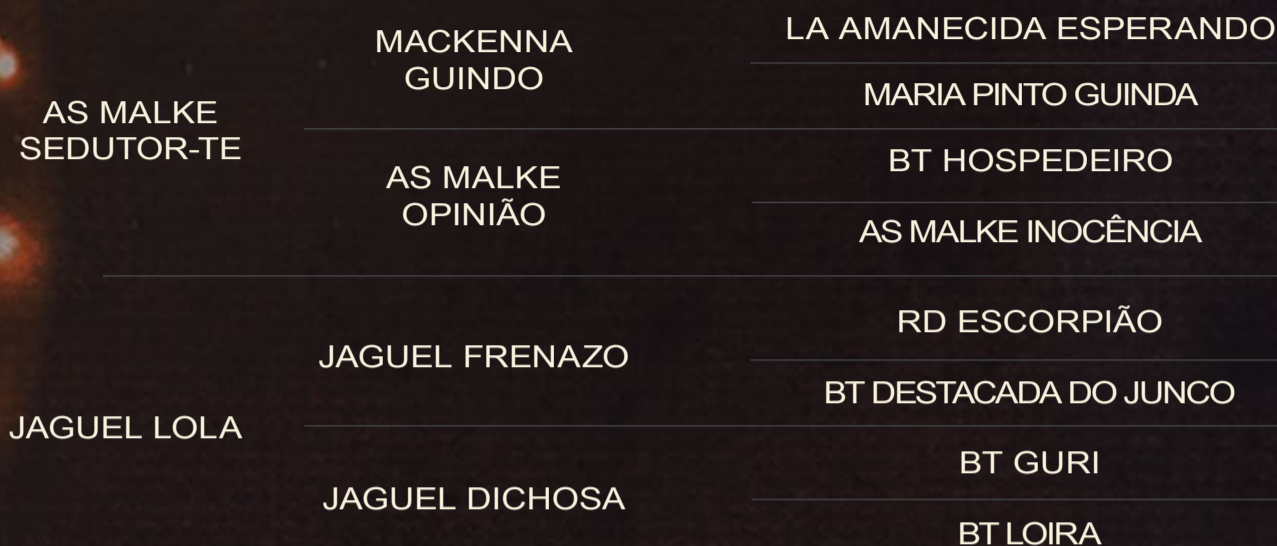 AS MALKE
SEDUTOR-TE
MACKENNA
GUINDO
LA AMANECIDA ESPERANDO
MARIA PINTO GUINDA
AS MALKE
OPINIÃO
BT HOSPEDEIRO
AS MALKE INOCÊNCIA
JAGUEL LOLA
JAGUEL FRENAZO
RD ESCORPIÃO
BT DESTACADA DO JUNCO
JAGUEL DICHOSA
BT GURI
BT LOIRA